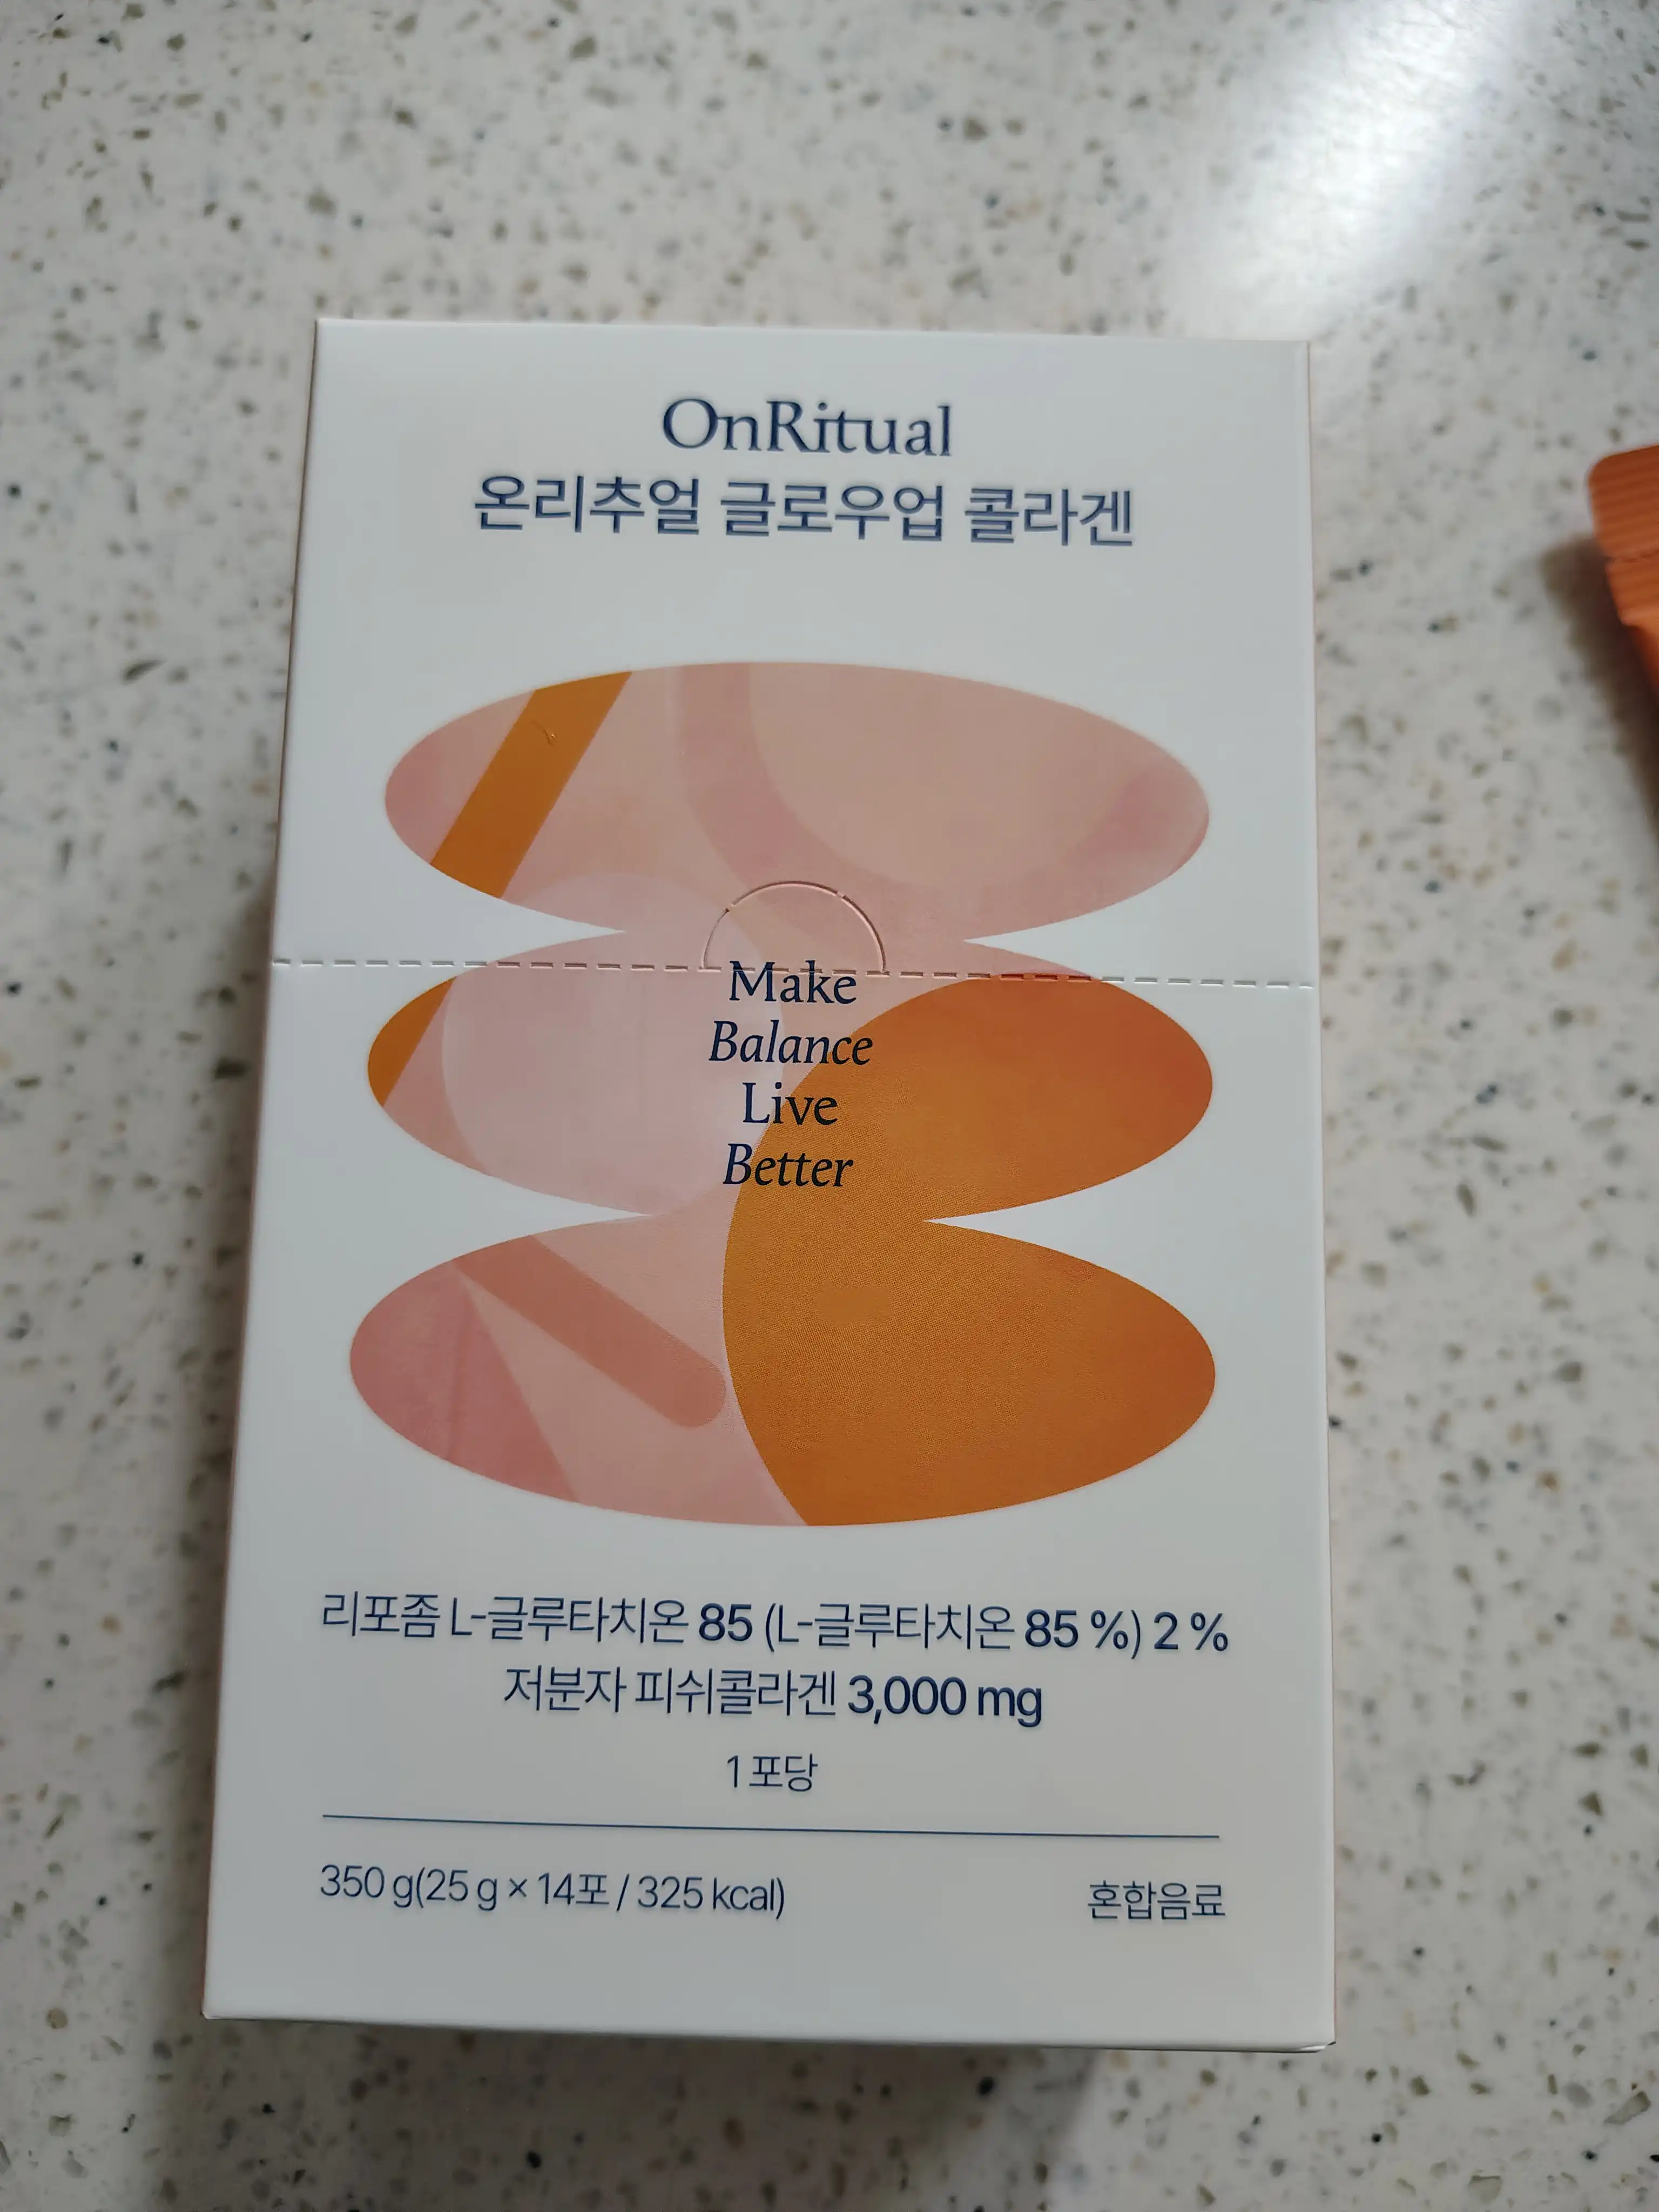 OnRitual
온리추얼 글로우업 콜라겐
Make
Balance
Live
Better
리포좀 L-글루타치온 85 (L-글루타치온 85 %) 2 %
저분자 피쉬콜라겐 3,000 mg
1 포당
350 g(25 g × 14포 / 325 kcal)
혼합음료